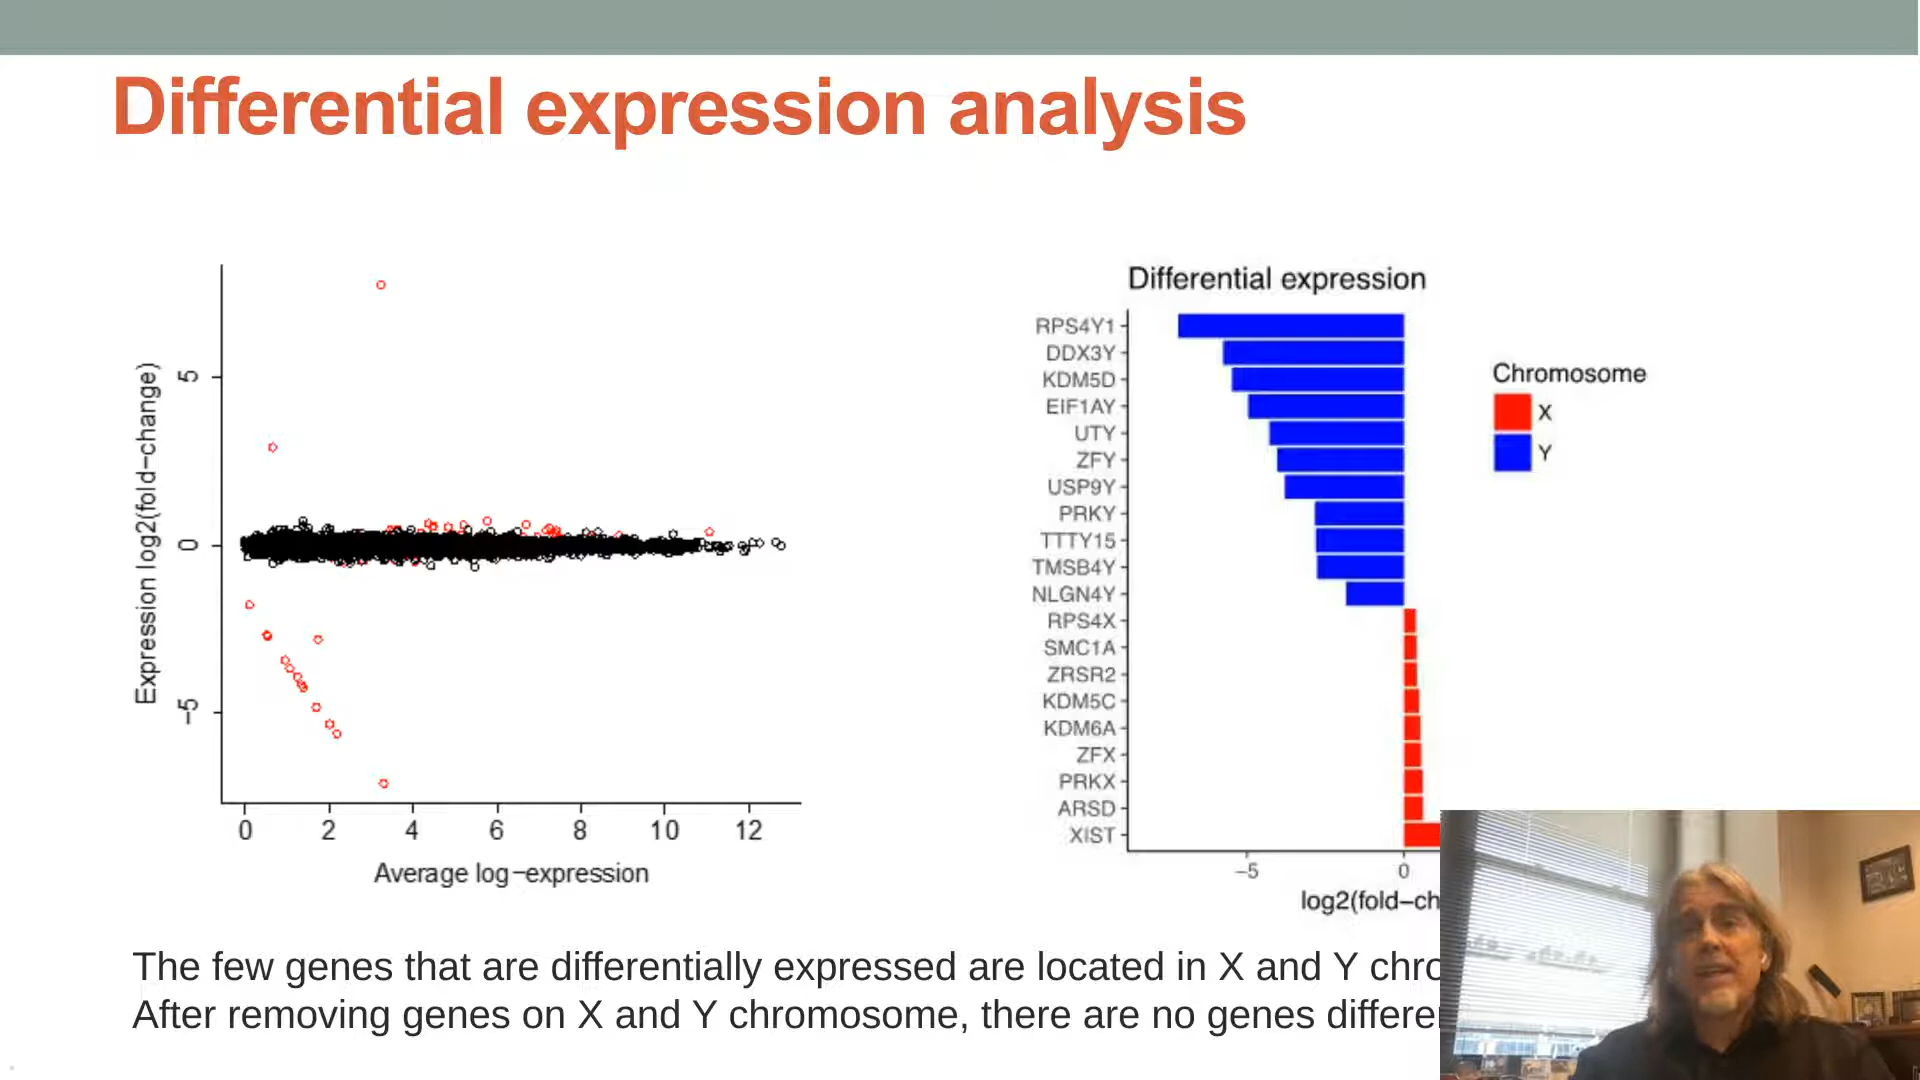 Differential expression analysis
Expression log2(fold−change)
5
0
−5
0 2 4 6 8 10 12
Average log−expression
Differential expression
RPS4Y1
DDX3Y
KDM5D
EIF1AY
UTY
ZFY
USP9Y
PRKY
TTTY15
TMSB4Y
NLGN4Y
RPS4X
SMC1A
ZRSR2
KDM5C
KDM6A
ZFX
PRKX
ARSD
XIST
−5 0
log2(fold−ch
Chromosome
X
Y
The few genes that are differentially expressed are located in X and Y chro
After removing genes on X and Y chromosome, there are no genes differe